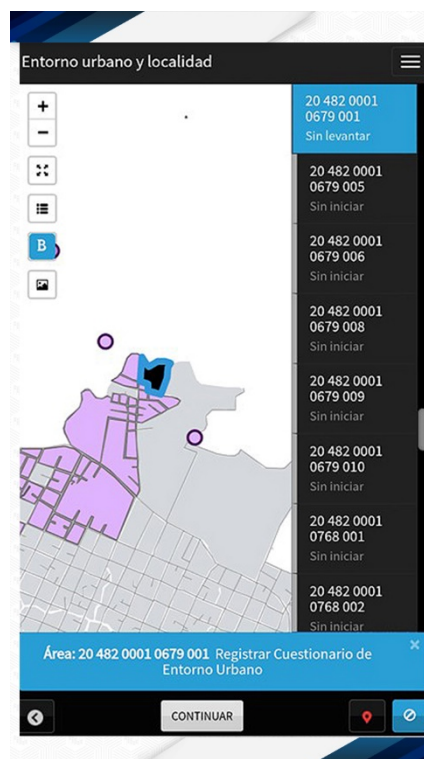 Entorno urbano y localidad
+
−
B
20 482 0001
0679 001
Sin levantar
20 482 0001
0679 005
Sin iniciar
20 482 0001
0679 006
Sin iniciar
20 482 0001
0679 008
Sin iniciar
20 482 0001
0679 009
Sin iniciar
20 482 0001
0679 010
Sin iniciar
20 482 0001
0768 001
Sin iniciar
20 482 0001
0768 002
Sin iniciar
Área: 20 482 0001 0679 001 Registrar Cuestionario de
Entorno Urbano
×
CONTINUAR